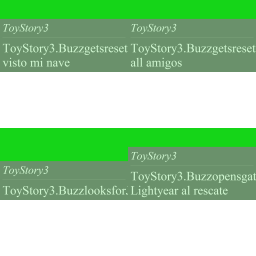 ToyStory3
ToyStory3.Buzzgetsreset
visto mi nave
ToyStory3
ToyStory3.Buzzgetsreset
all amigos
ToyStory3
ToyStory3.Buzzlooksfor.
ToyStory3
ToyStory3.Buzzopensgat
Lightyear al rescate